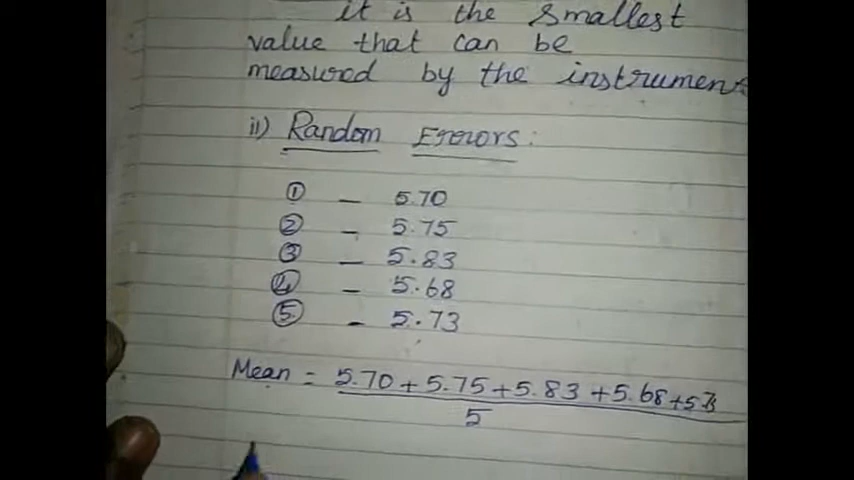 it is the smallest
value that can be
measured by the instrument
ii) Random Errors:
① - 5.70
② - 5.75
③ - 5.83
④ - 5.68
⑤ - 5.73
Mean = 5.70 + 5.75 + 5.83 + 5.68 + 5.73
5